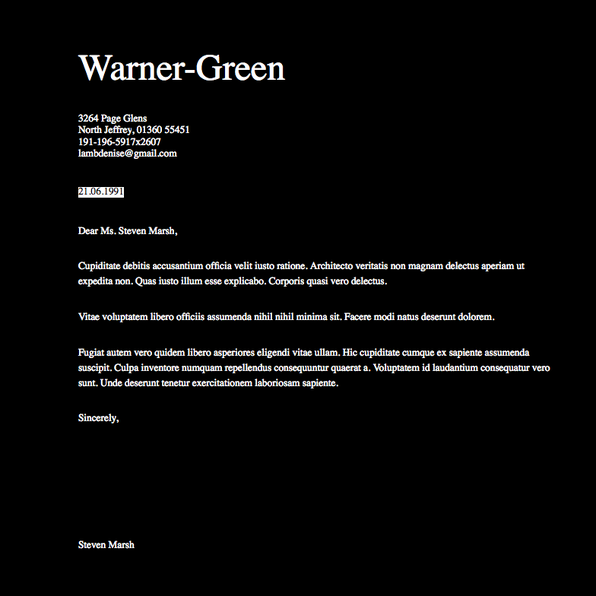 Warner-Green
3264 Page Glens
North Jeffrey, 01360 55451
191-196-5917x2607
lambdenise@gmail.com
21.06.1991
Dear Ms. Steven Marsh,
Cupiditate debitis accusantium officia velit iusto ratione. Architecto veritatis non magnam delectus aperiam ut
expedita non. Quas iusto illum esse explicabo. Corporis quasi vero delectus.
Vitae voluptatem libero officiis assumenda nihil nihil minima sit. Facere modi natus deserunt dolorem.
Fugiat autem vero quidem libero asperiores eligendi vitae ullam. Hic cupiditate cumque ex sapiente assumenda
suscipit. Culpa inventore numquam repellendus consequuntur quaerat a. Voluptatem id laudantium consequatur vero
sunt. Unde deserunt tenetur exercitationem laboriosam sapiente.
Sincerely,
Steven Marsh